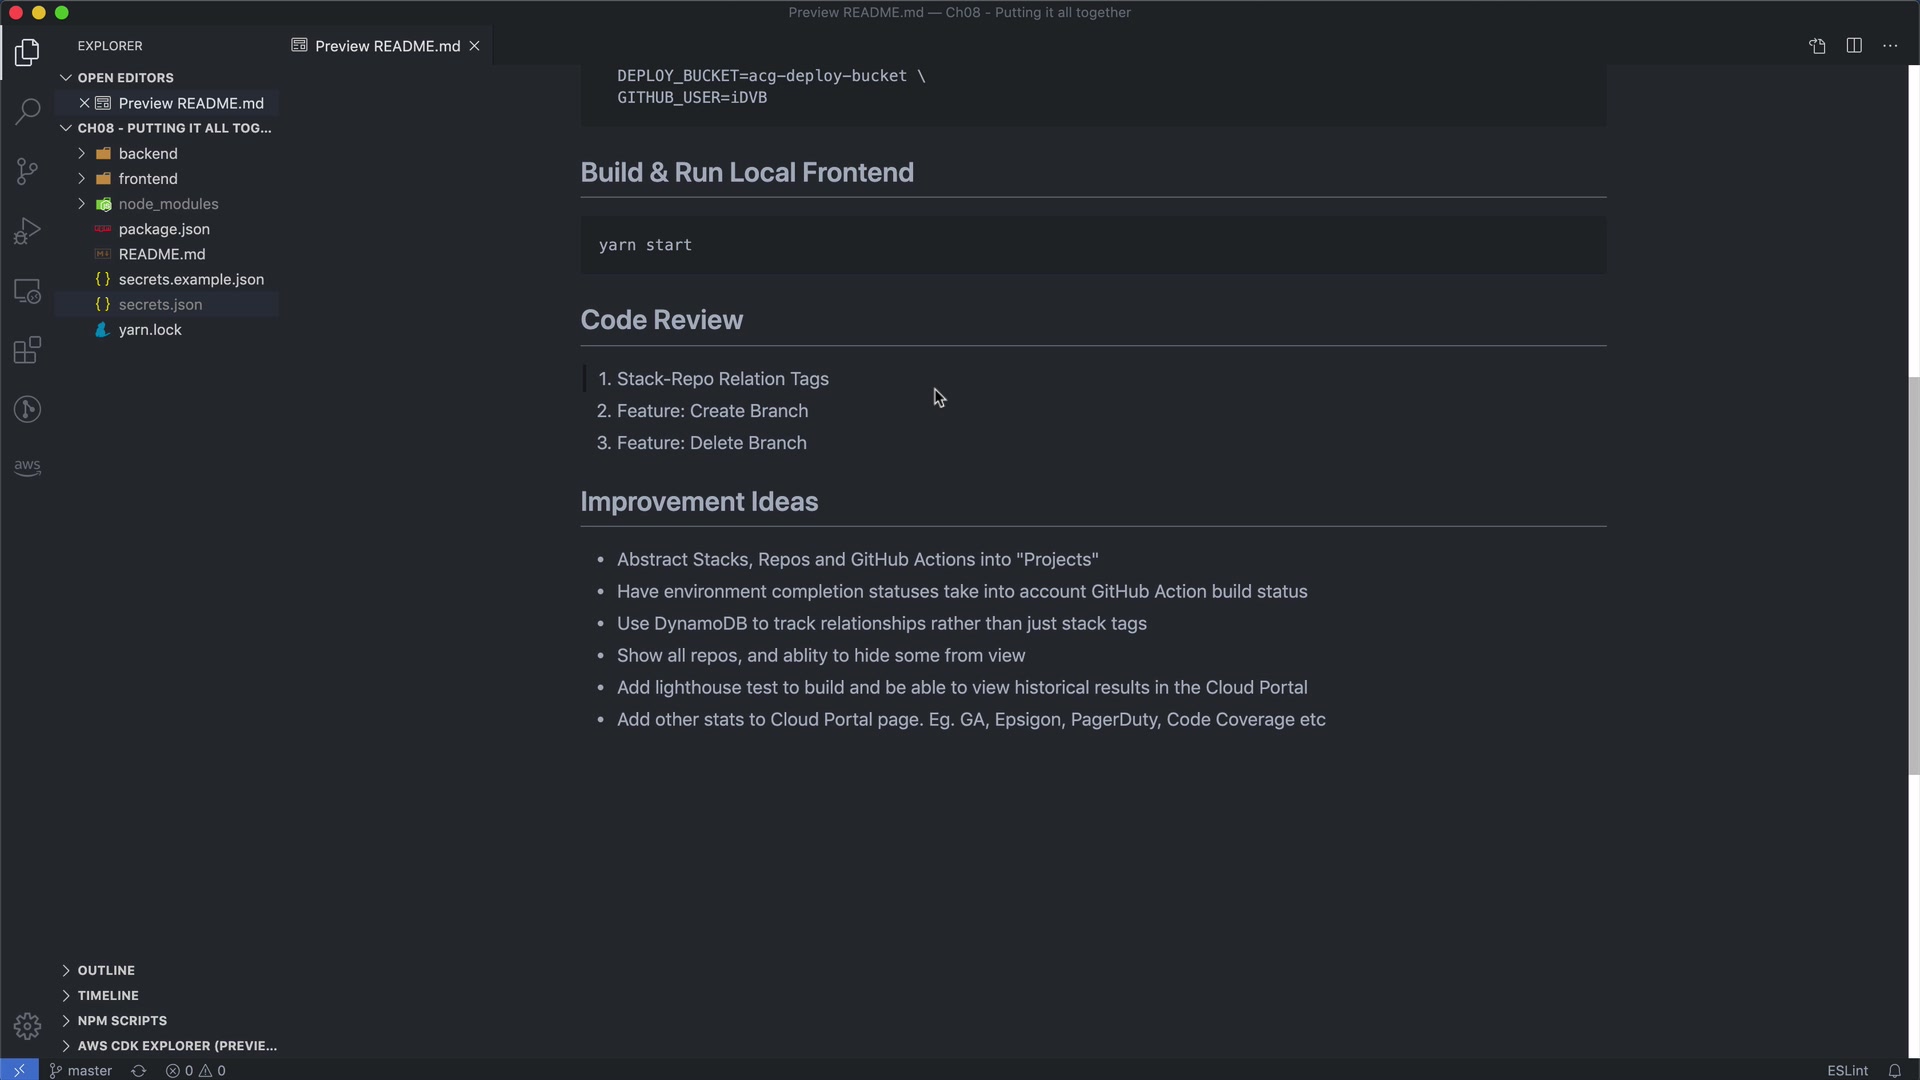 Preview README.md — Ch08 - Putting it all together
EXPLORER
Preview README.md
OPEN EDITORS
Preview README.md
CH08 - PUTTING IT ALL TOG...
backend
frontend
node_modules
package.json
README.md
secrets.example.json
secrets.json
yarn.lock
aws
DEPLOY_BUCKET=acg-deploy-bucket \
GITHUB_USER=iDVB
Build & Run Local Frontend
yarn start
Code Review
1. Stack-Repo Relation Tags
2. Feature: Create Branch
3. Feature: Delete Branch
Improvement Ideas
• Abstract Stacks, Repos and GitHub Actions into "Projects"
• Have environment completion statuses take into account GitHub Action build status
• Use DynamoDB to track relationships rather than just stack tags
• Show all repos, and ablity to hide some from view
• Add lighthouse test to build and be able to view historical results in the Cloud Portal
• Add other stats to Cloud Portal page. Eg. GA, Epsigon, PagerDuty, Code Coverage etc
OUTLINE
TIMELINE
NPM SCRIPTS
AWS CDK EXPLORER (PREVIE...
master
0
0
ESLint